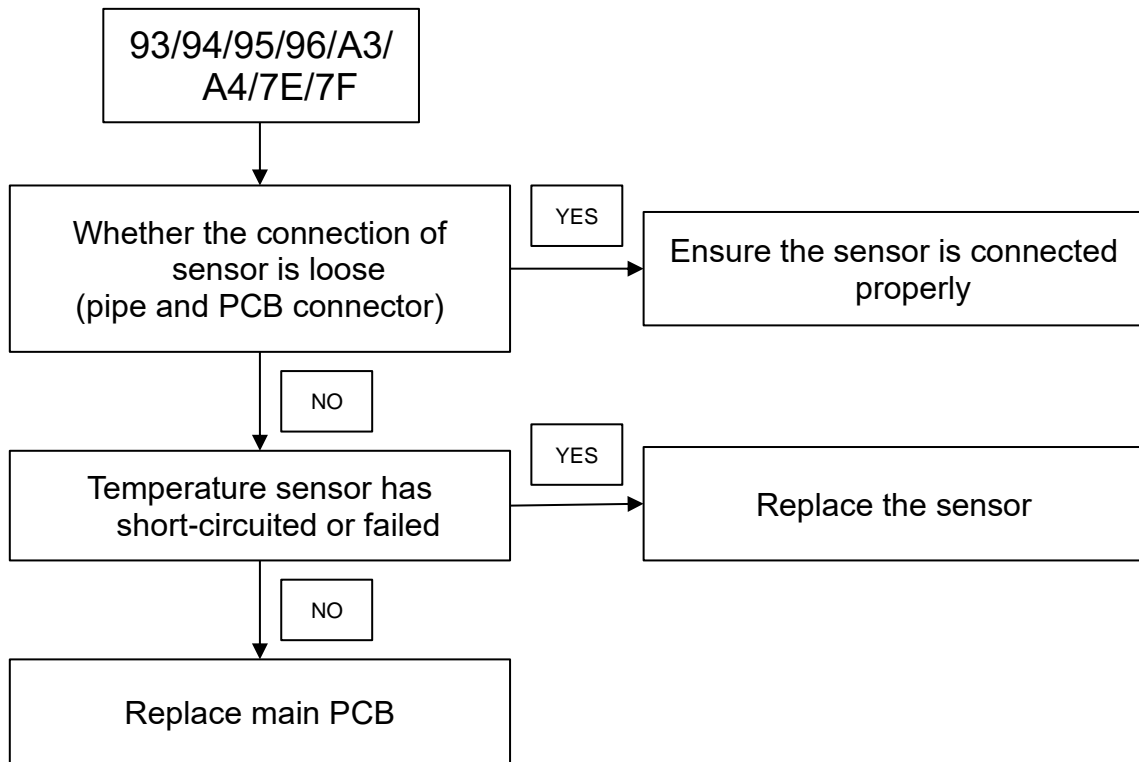 93/94/95/96/A3/
A4/7E/7F
Whether the connection of
sensor is loose
(pipe and PCB connector)
YES
Ensure the sensor is connected
properly
NO
Temperature sensor has
short-circuited or failed
YES
Replace the sensor
NO
Replace main PCB